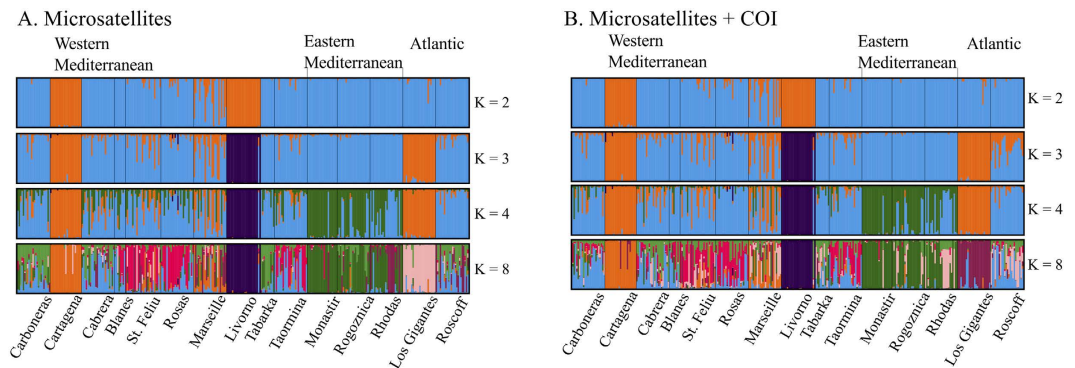 A. Microsatellites
Western
Mediterranean
Eastern
Mediterranean
Atlantic
K = 2
K = 3
K = 4
K = 8
Carboneras
Cartagena
Cabrera
Blanes
St. Feliu
Rosas
Marseille
Livorno
Tabarka
Taormina
Monastir
Rogoznica
Rhodas
Los Gigantes
Roscoff
B. Microsatellites + COI
Western
Mediterranean
Eastern
Mediterranean
Atlantic
K = 2
K = 3
K = 4
K = 8
Carboneras
Cartagena
Cabrera
Blanes
St. Feliu
Rosas
Marseille
Livorno
Tabarka
Taormina
Monastir
Rogoznica
Rhodas
Los Gigantes
Roscoff